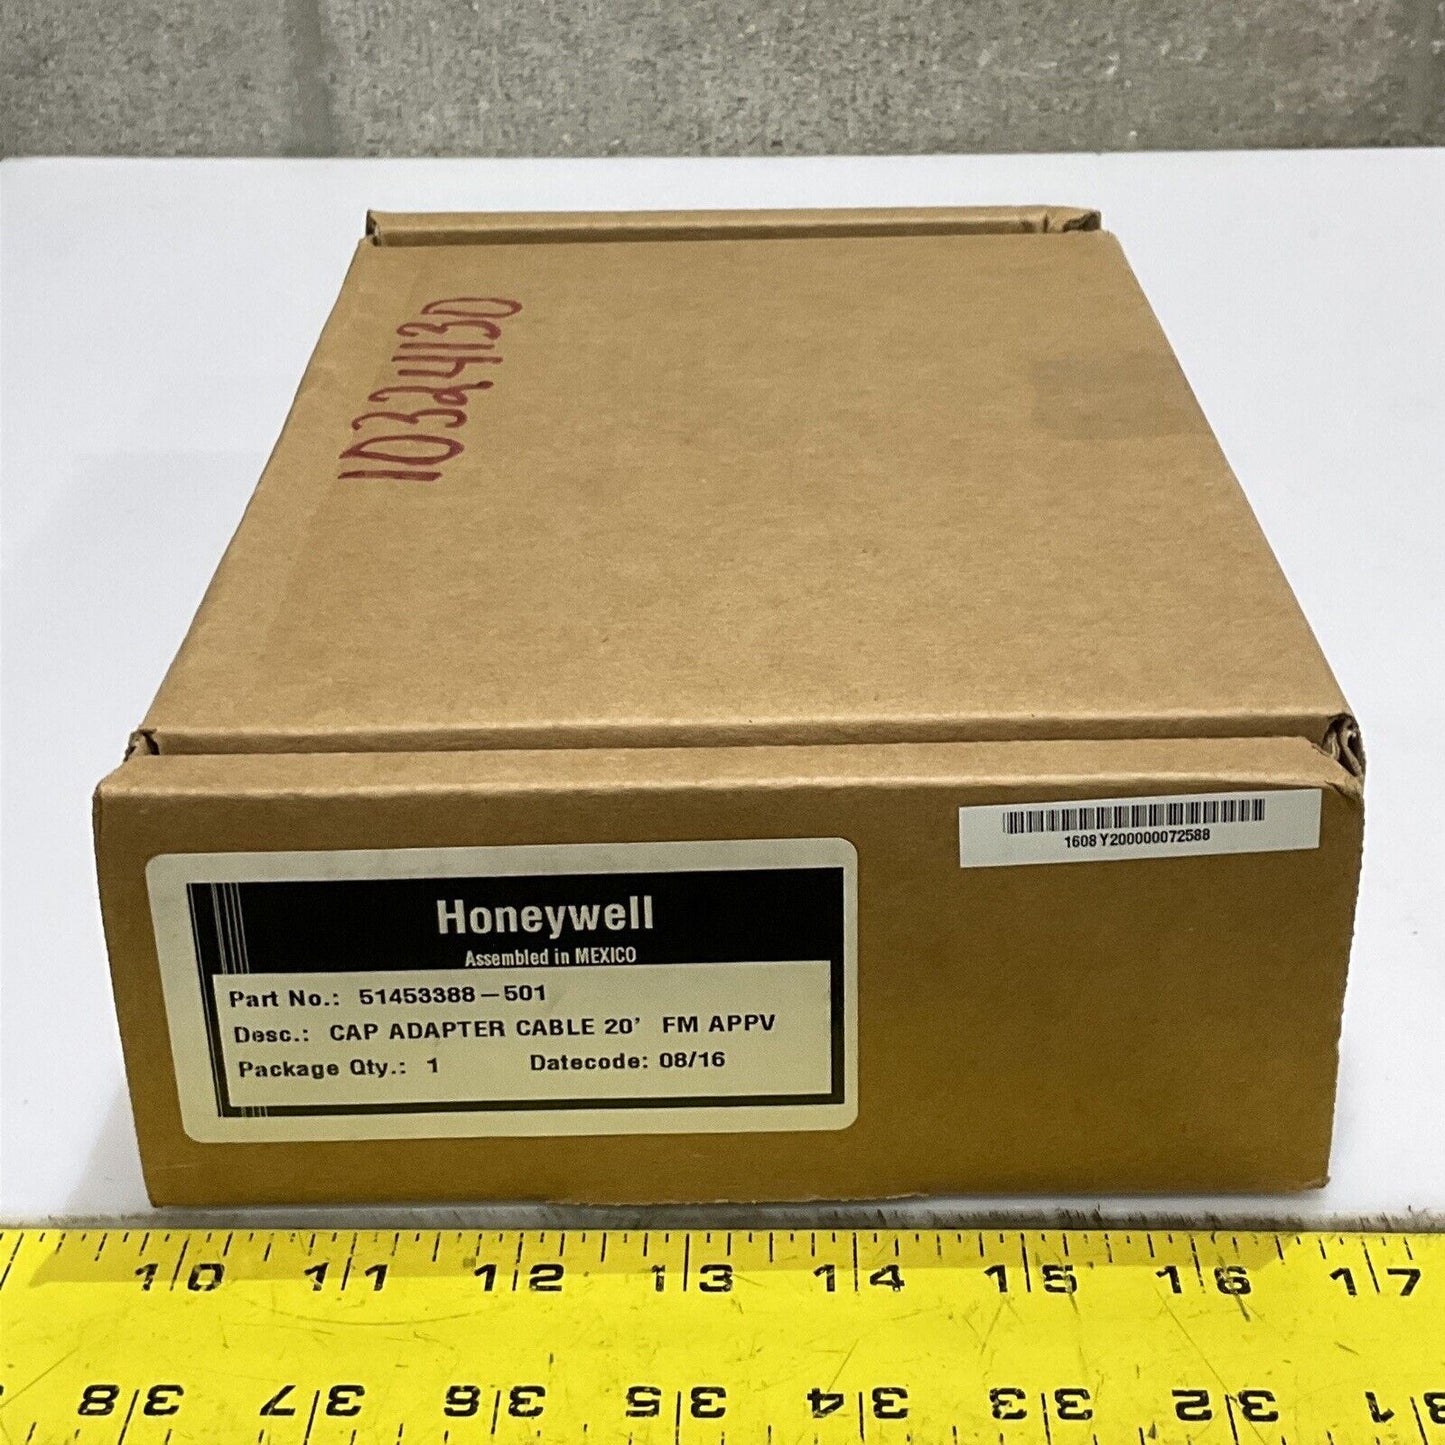 10324130
1608Y200000072588
Honeywell
Assembled in MEXICO
Part No.: 51453388-501
Desc.: CAP ADAPTER CABLE 20' FM APPV
Package Qty.: 1 Datecode: 08/16
10 11 12 13 14 15 16 17
38 37 36 35 34 33 32 31